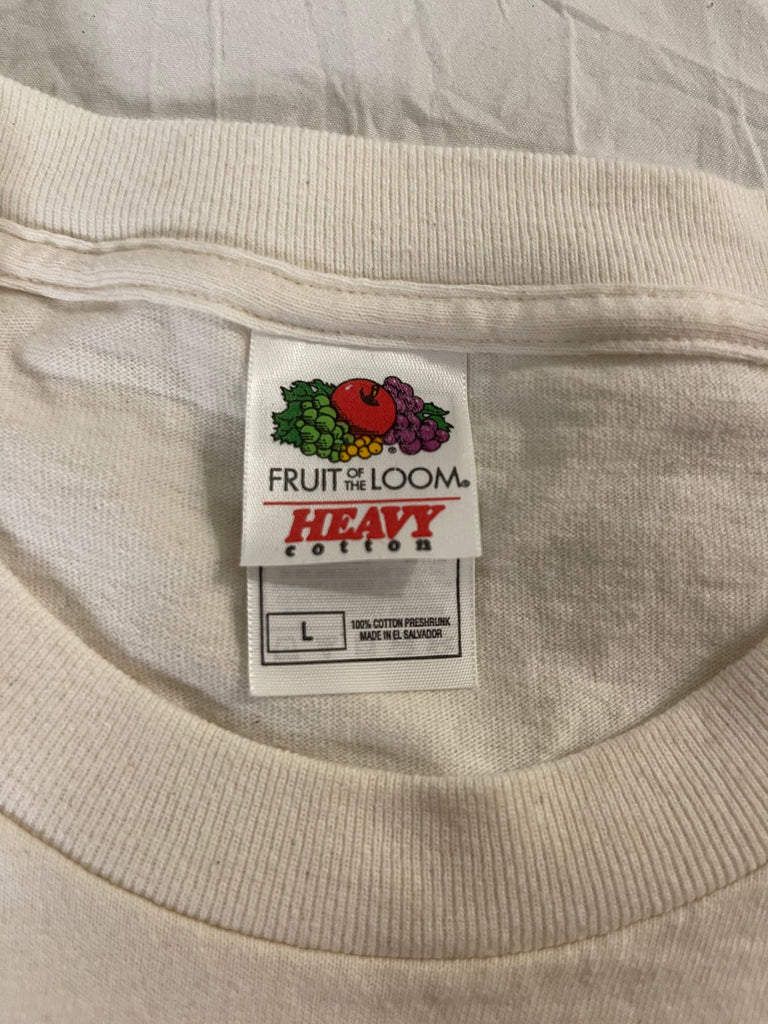 FRUIT OF THE LOOM®
HEAVY
cotton
L
100% COTTON PRESHRUNK
MADE IN EL SALVADOR